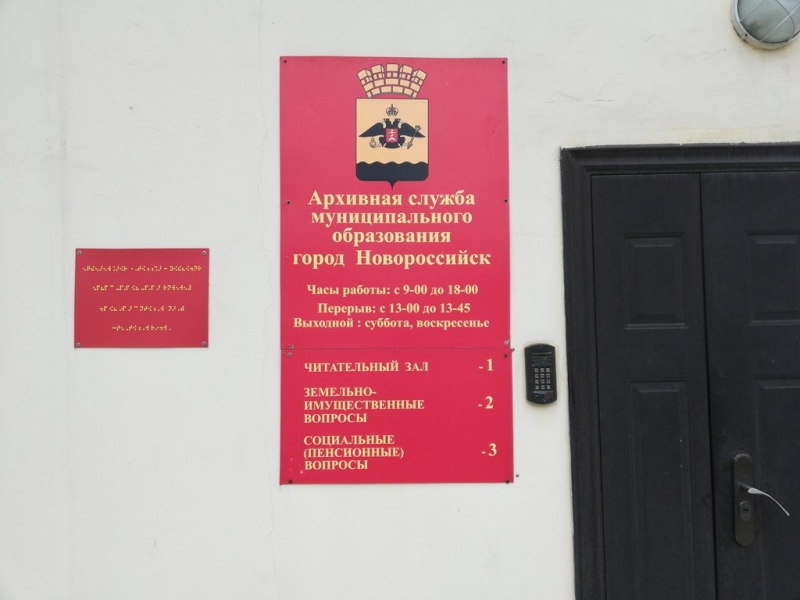 Архивная служба
муниципального
образования
город Новороссийск
Часы работы: с 9-00 до 18-00
Перерыв: с 13-00 до 13-45
Выходной : суббота, воскресенье
ЧИТАТЕЛЬНЫЙ ЗАЛ - 1
ЗЕМЕЛЬНО-
ИМУЩЕСТВЕННЫЕ - 2
ВОПРОСЫ
СОЦИАЛЬНЫЕ
(ПЕНСИОННЫЕ) - 3
ВОПРОСЫ